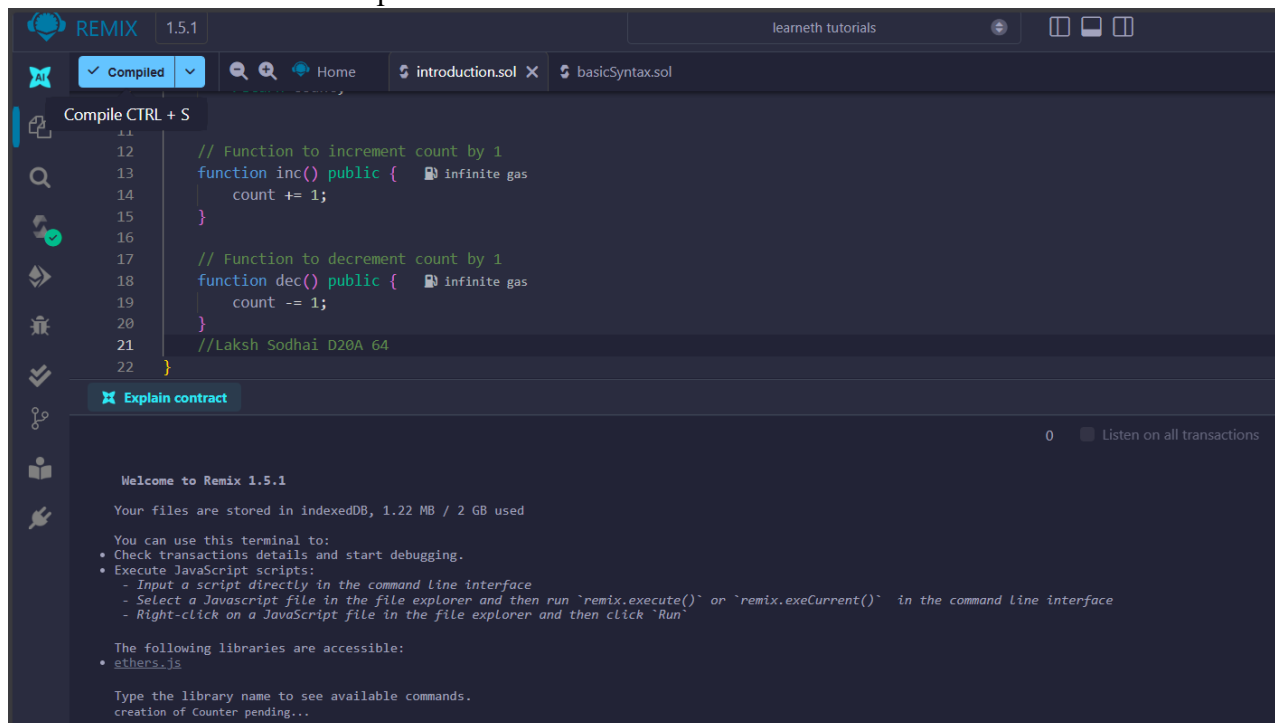 REMIX 1.5.1 learneth tutorials
AI Compiled Home introduction.sol basicSyntax.sol
Compile CTRL + S
11
12 // Function to increment count by 1
13 function inc() public { infinite gas
14 count += 1;
15 }
16
17 // Function to decrement count by 1
18 function dec() public { infinite gas
19 count -= 1;
20 }
21 //Laksh Sodhai D20A 64
22 }
Explain contract
0 Listen on all transactions
Welcome to Remix 1.5.1
Your files are stored in indexedDB, 1.22 MB / 2 GB used
You can use this terminal to:
• Check transactions details and start debugging.
• Execute JavaScript scripts:
- Input a script directly in the command line interface
- Select a Javascript file in the file explorer and then run `remix.execute()` or `remix.exeCurrent()` in the command line interface
- Right-click on a JavaScript file in the file explorer and then click `Run`
The following libraries are accessible:
• ethers.js
Type the library name to see available commands.
creation of Counter pending...